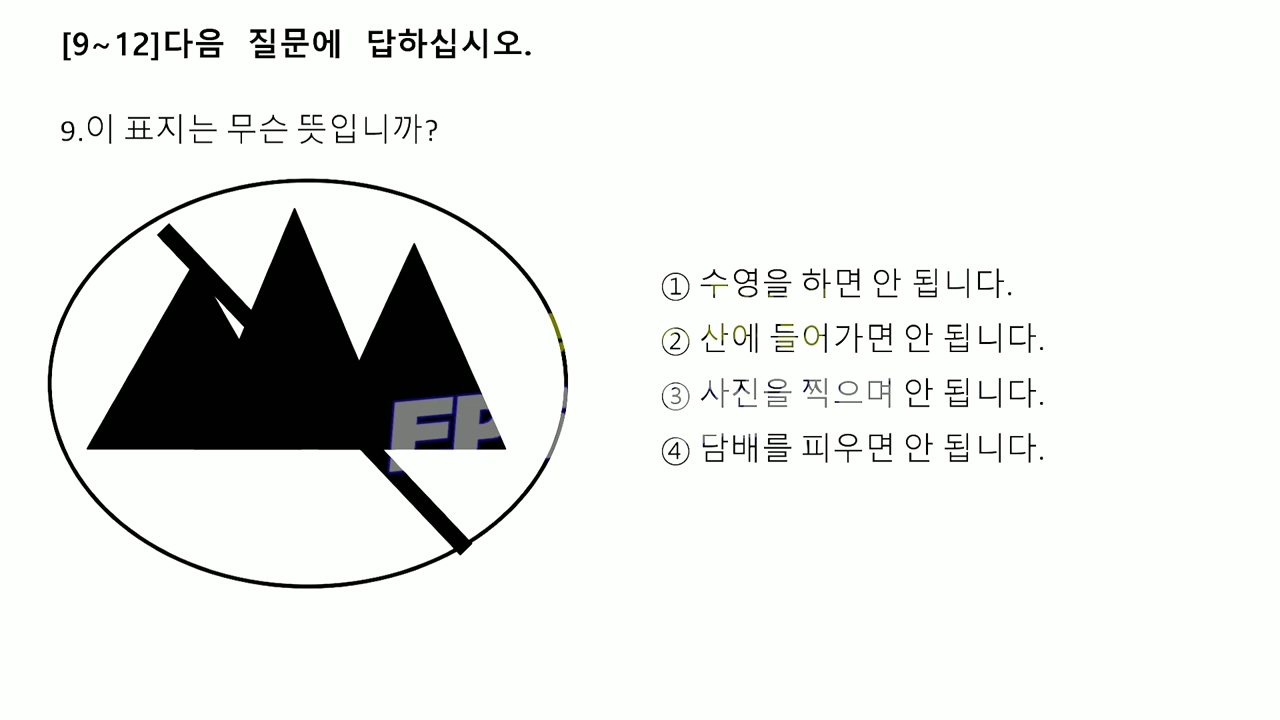 [9~12]다음 질문에 답하십시오.
9.이 표지는 무슨 뜻입니까?
① 수영을 하면 안 됩니다.
② 산에 들어가면 안 됩니다.
③ 사진을 찍으며 안 됩니다.
④ 담배를 피우면 안 됩니다.
EP